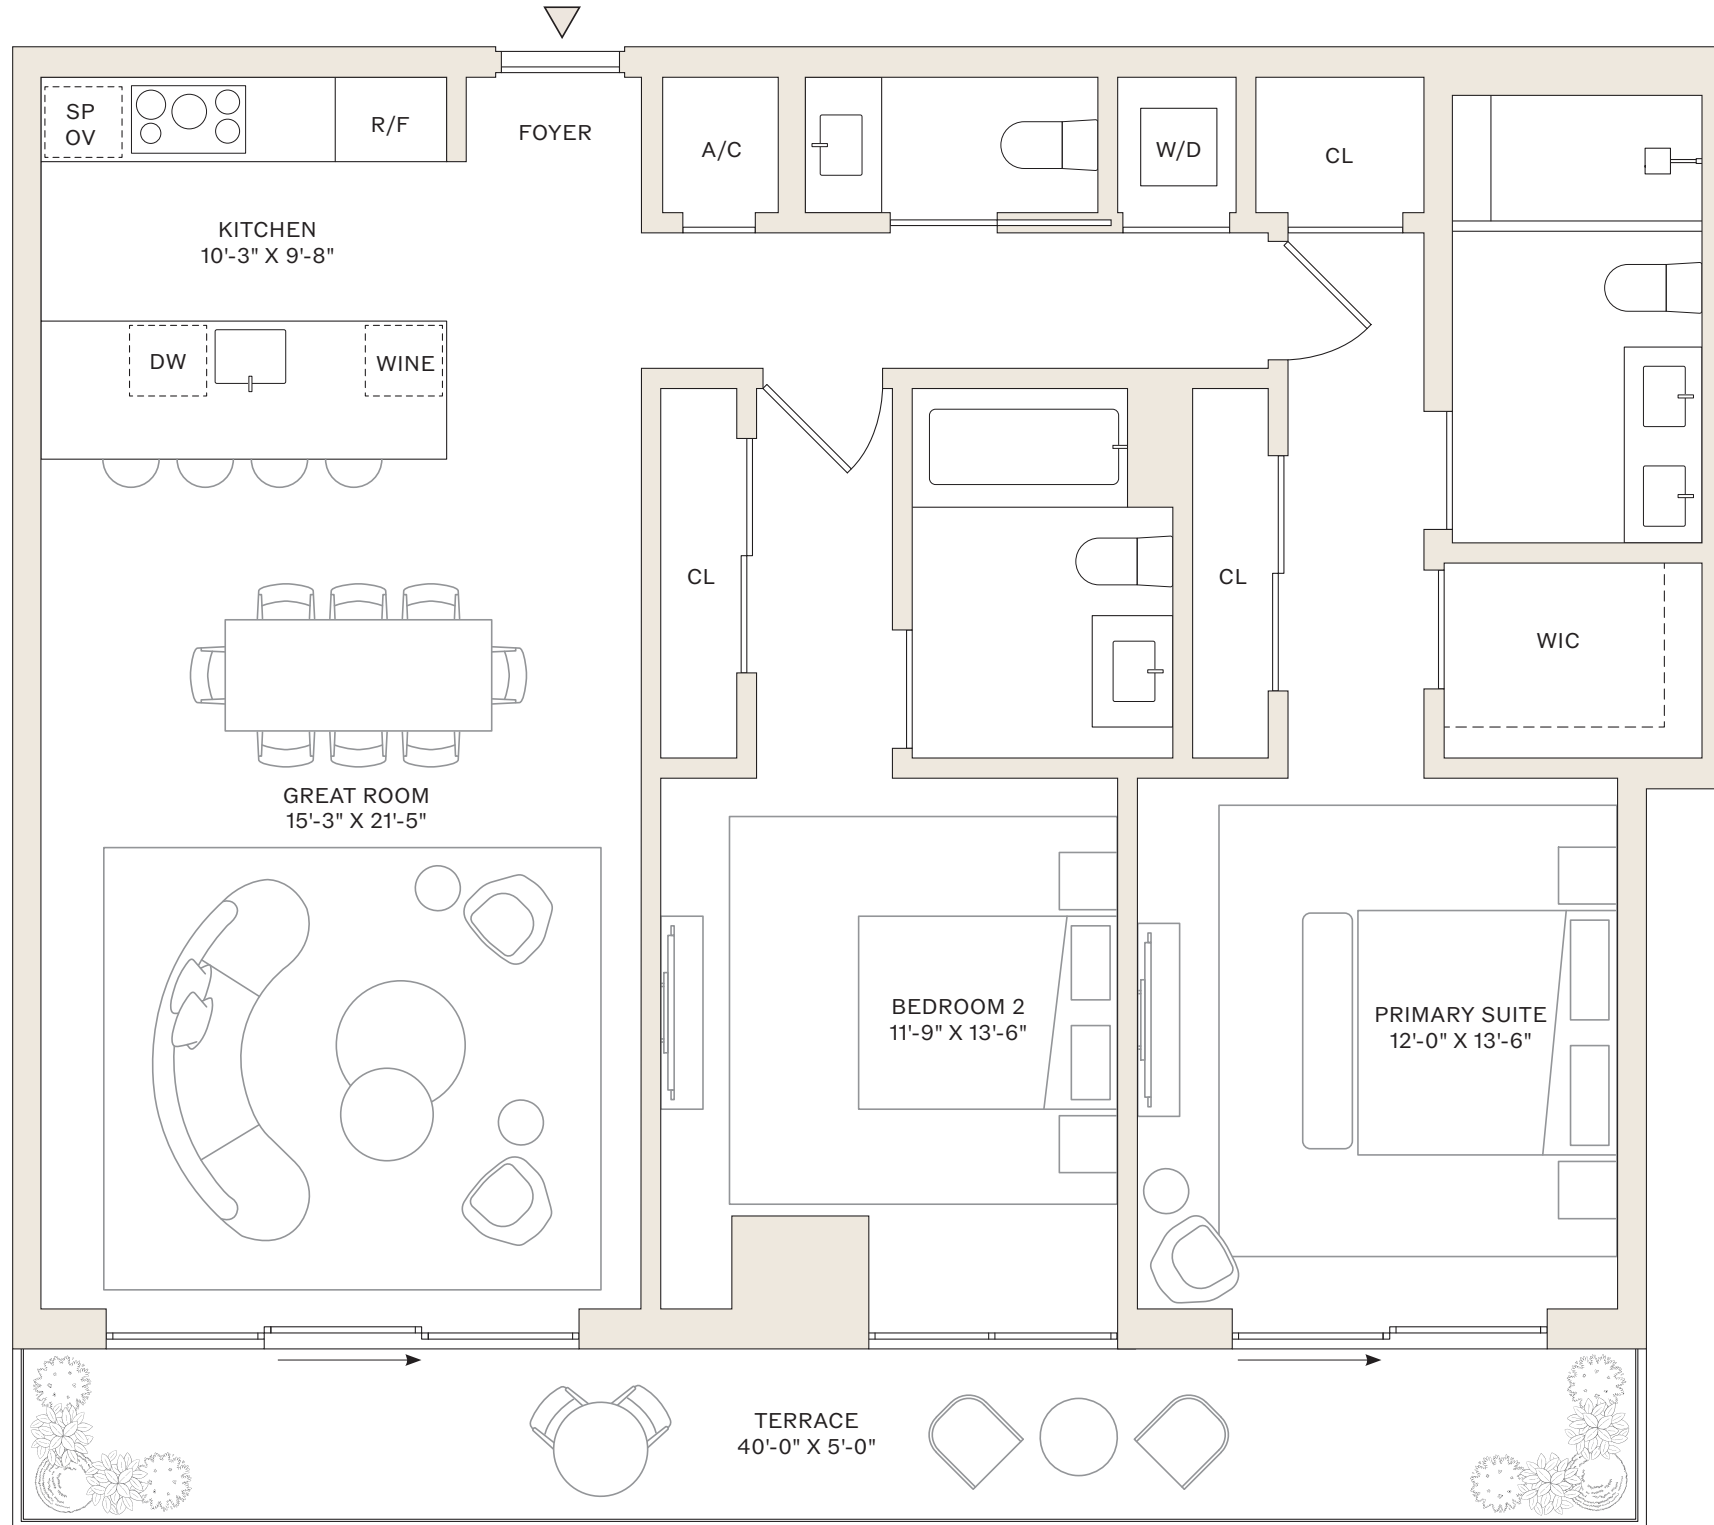 SP
OV
R/F
FOYER
A/C
W/D
CL
KITCHEN
10'-3" X 9'-8"
DW
WINE
CL
CL
WIC
GREAT ROOM
15'-3" X 21'-5"
BEDROOM 2
11'-9" X 13'-6"
PRIMARY SUITE
12'-0" X 13'-6"
TERRACE
40'-0" X 5'-0"